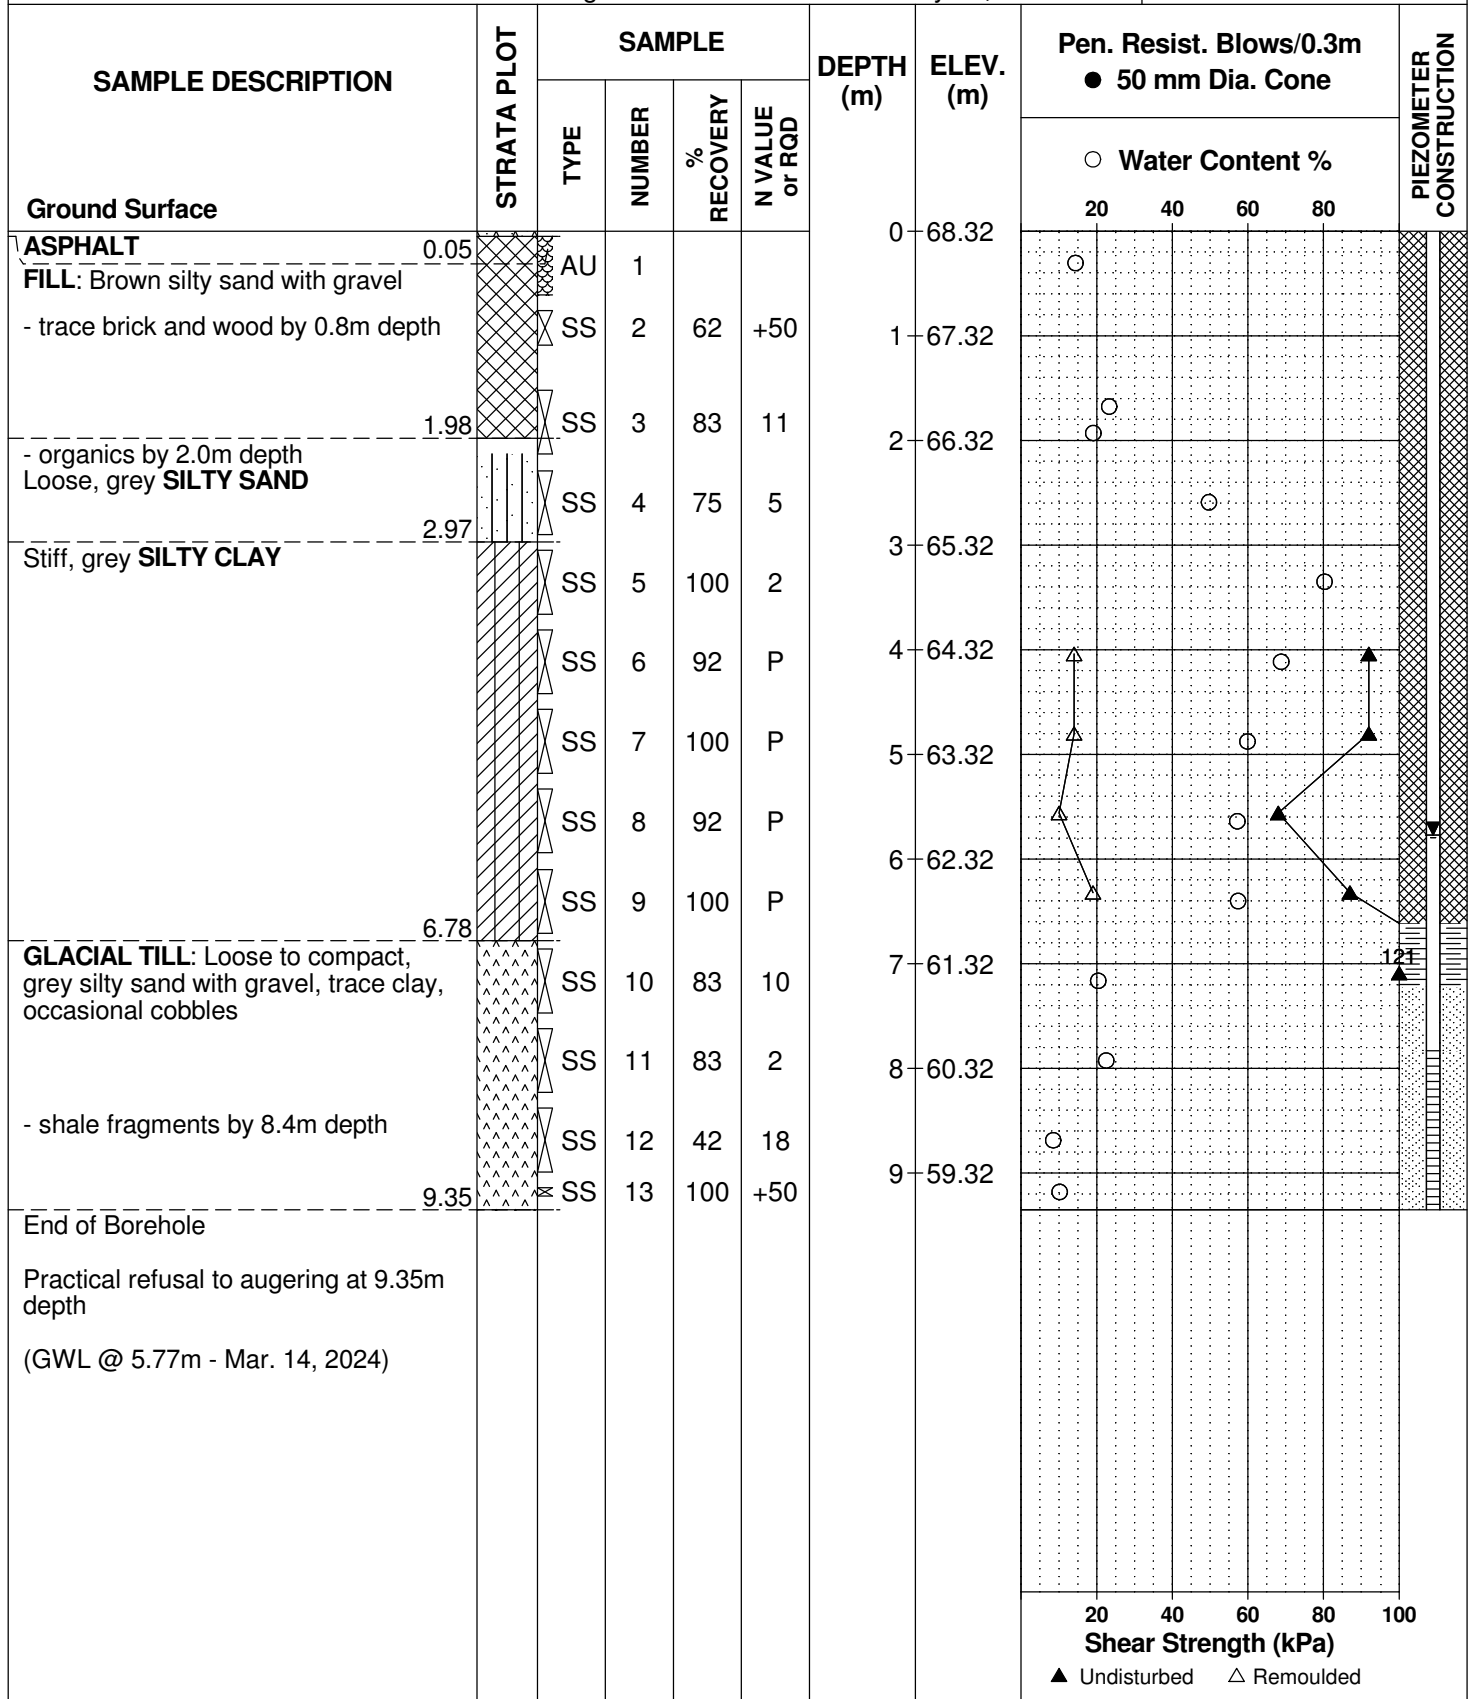 SAMPLE DESCRIPTION
STRATA PLOT
SAMPLE
TYPE
NUMBER
% RECOVERY
N VALUE or RQD
DEPTH (m)
ELEV. (m)
Pen. Resist. Blows/0.3m
● 50 mm Dia. Cone
○ Water Content %
20 40 60 80
PIEZOMETER CONSTRUCTION
Ground Surface
0 68.32
ASPHALT 0.05
AU 1
FILL: Brown silty sand with gravel
- trace brick and wood by 0.8m depth
SS 2 62 +50
1 67.32
1.98
SS 3 83 11
2 66.32
- organics by 2.0m depth
Loose, grey SILTY SAND
SS 4 75 5
2.97
3 65.32
Stiff, grey SILTY CLAY
SS 5 100 2
4 64.32
SS 6 92 P
SS 7 100 P
5 63.32
SS 8 92 P
6 62.32
SS 9 100 P
6.78
GLACIAL TILL: Loose to compact,
grey silty sand with gravel, trace clay,
occasional cobbles
121
7 61.32
SS 10 83 10
SS 11 83 2
8 60.32
- shale fragments by 8.4m depth
SS 12 42 18
9 59.32
SS 13 100 +50
9.35
End of Borehole
Practical refusal to augering at 9.35m
depth
(GWL @ 5.77m - Mar. 14, 2024)
20 40 60 80 100
Shear Strength (kPa)
▲ Undisturbed △ Remoulded